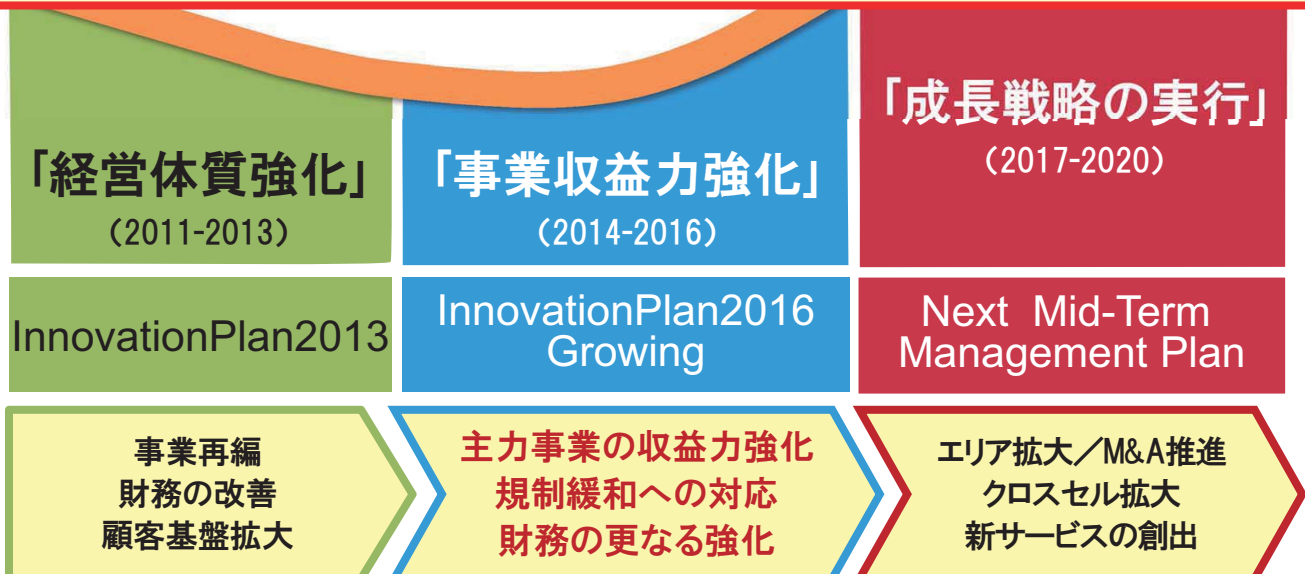 「経営体質強化」
（2011-2013）
InnovationPlan2013
事業再編
財務の改善
顧客基盤拡大
「事業収益力強化」
（2014-2016）
InnovationPlan2016
Growing
主力事業の収益力強化
規制緩和への対応
財務の更なる強化
「成長戦略の実行」
（2017-2020）
Next Mid-Term
Management Plan
エリア拡大／M&A推進
クロスセル拡大
新サービスの創出